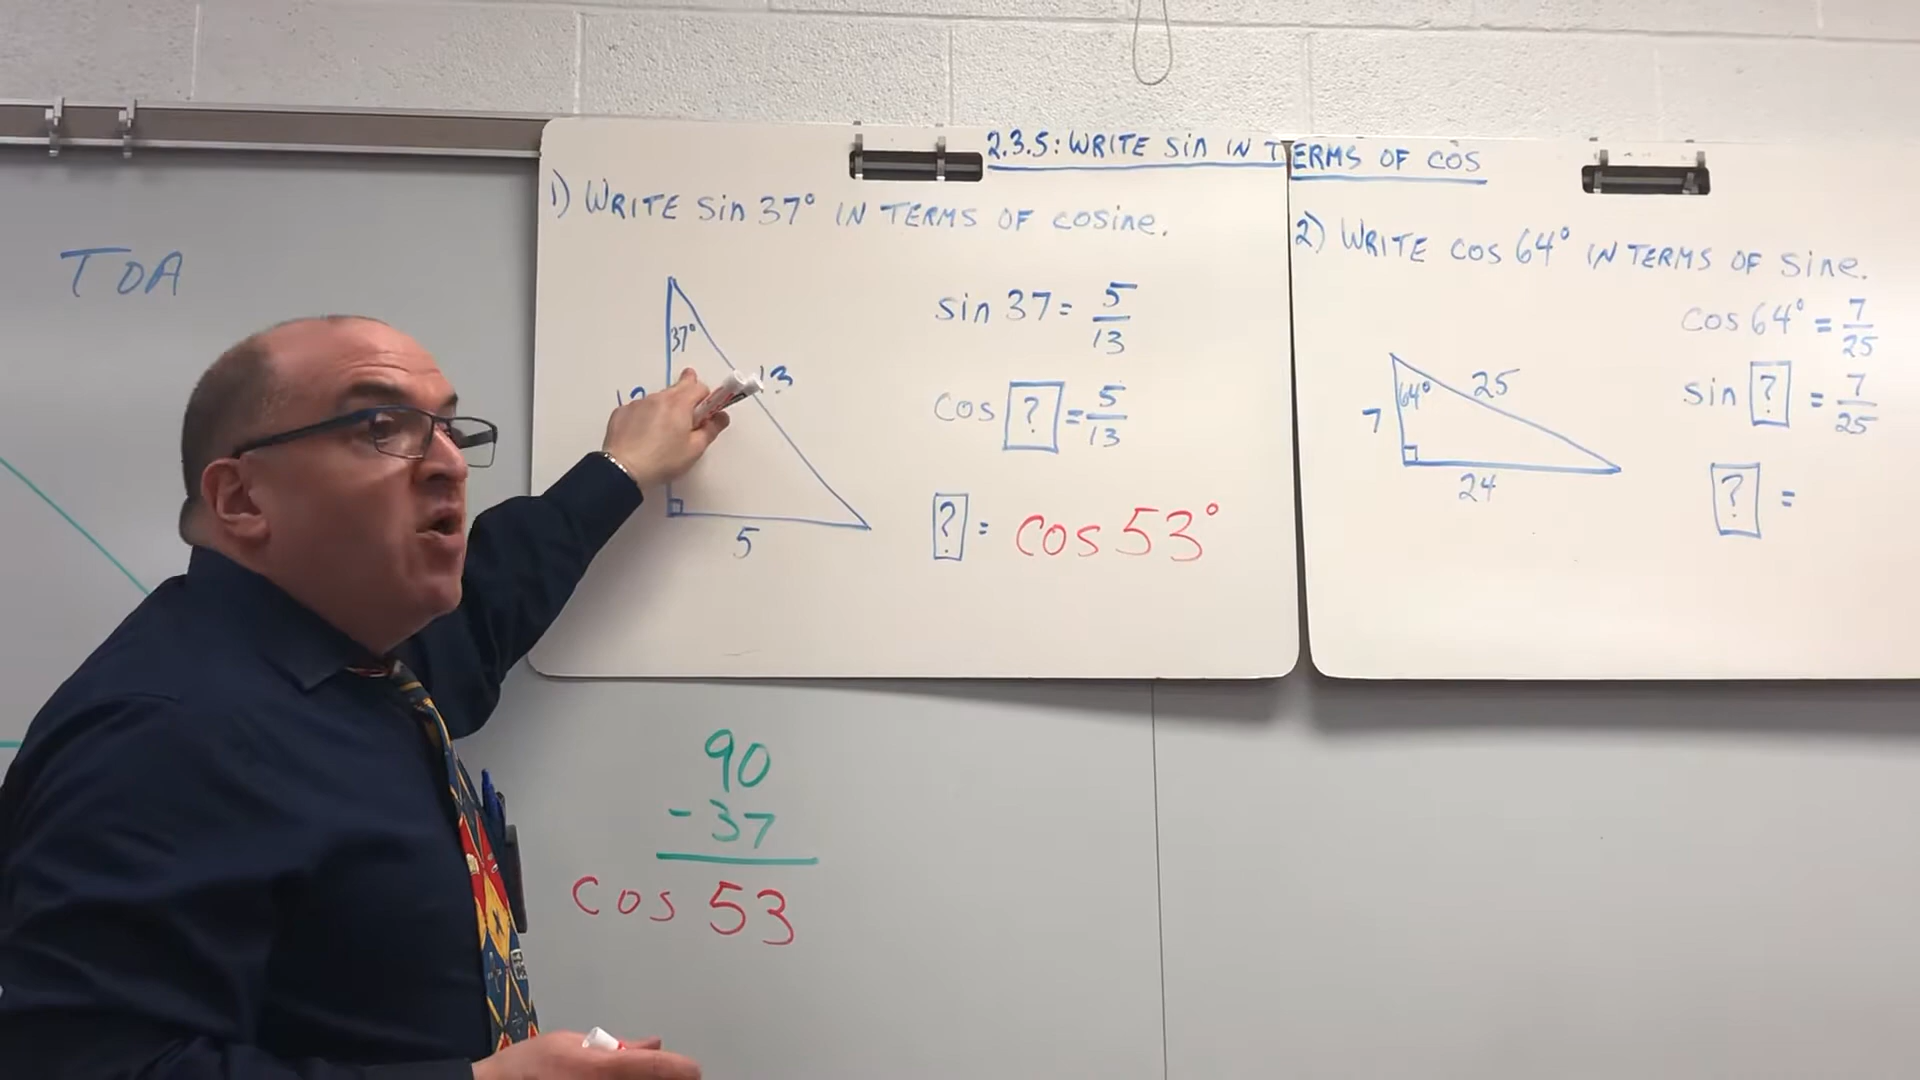 2.3.5: WRITE sin IN TERMS OF cos
TOA
1) WRITE sin 37° IN TERMS OF cosine.
37°
13
5
sin 37 = 5/13
cos ? = 5/13
? = cos 53°
2) WRITE cos 64° IN TERMS OF sine.
64°
25
7
24
cos 64° = 7/25
sin ? = 7/25
? =
90
- 37
cos 53